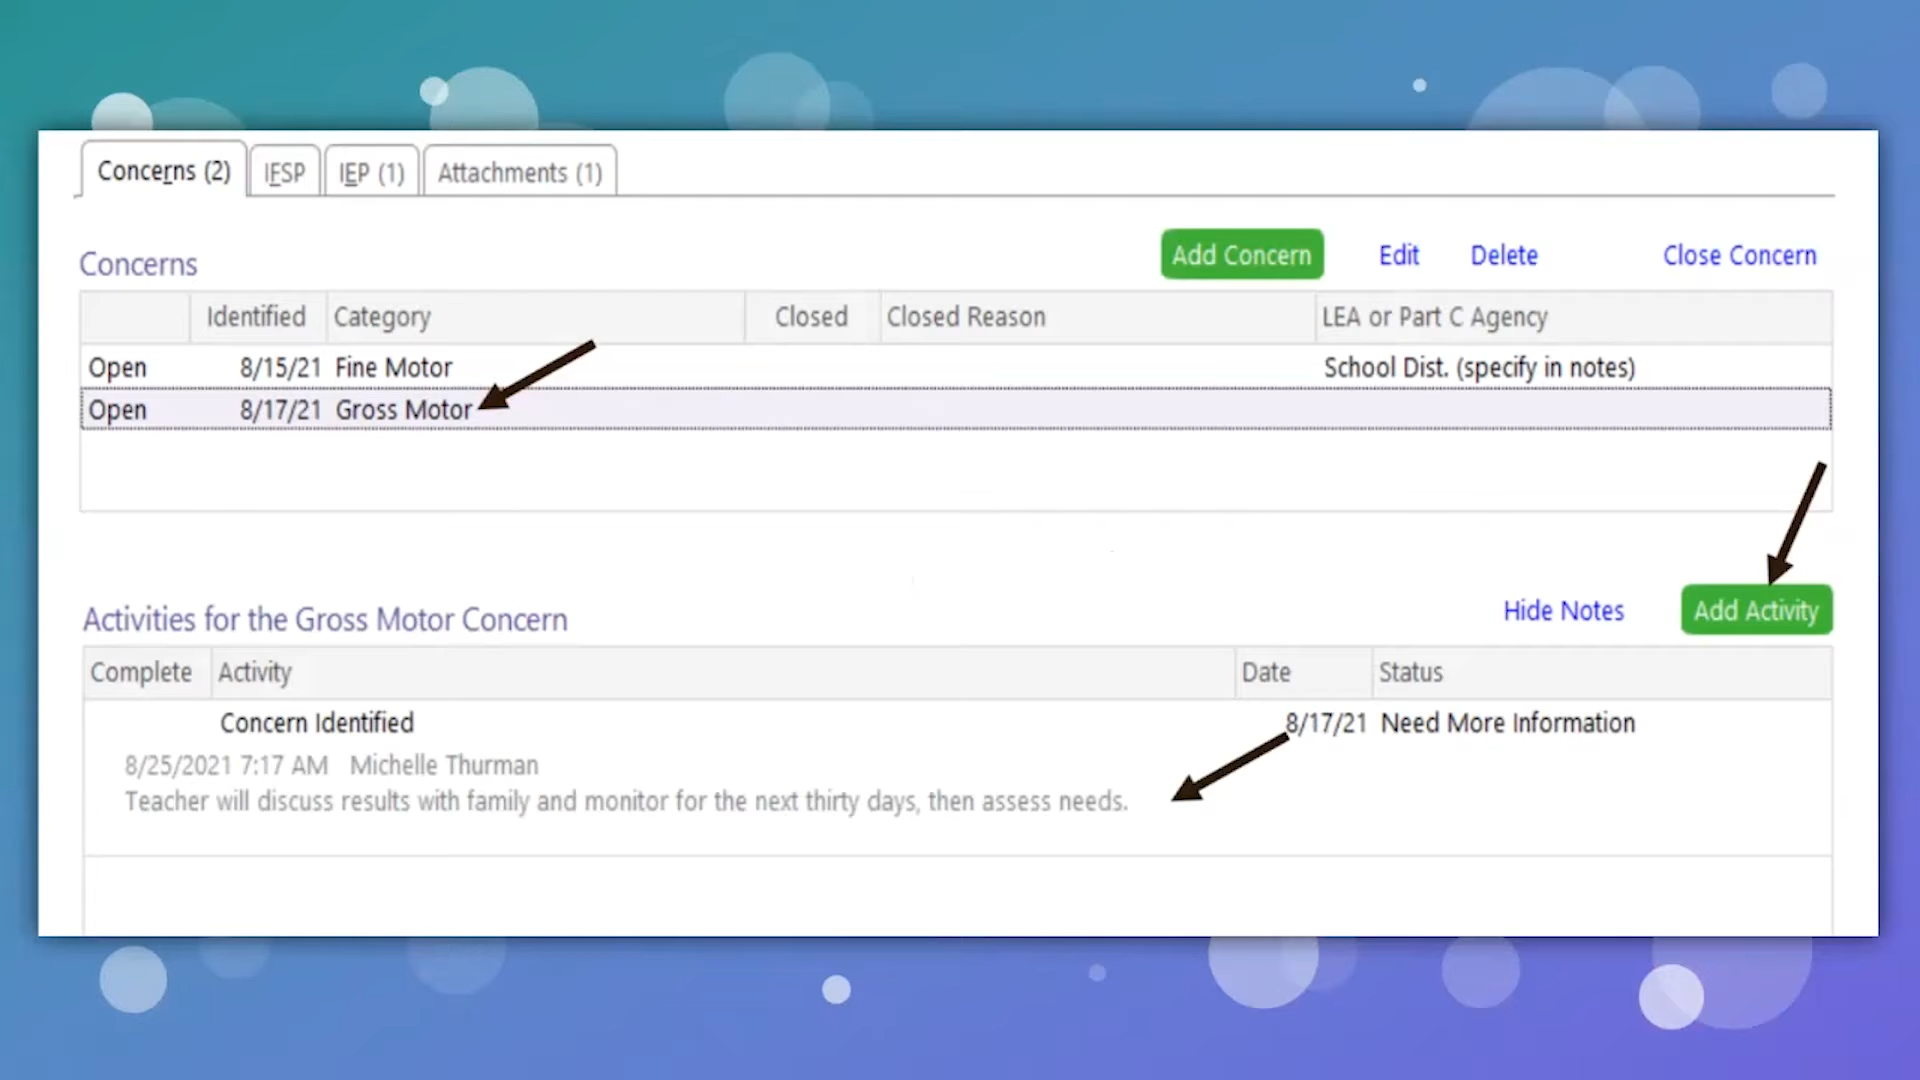 Concerns (2) IFSP IEP (1) Attachments (1)
Concerns Add Concern Edit Delete Close Concern
Identified Category Closed Closed Reason LEA or Part C Agency
Open 8/15/21 Fine Motor School Dist. (specify in notes)
Open 8/17/21 Gross Motor
Activities for the Gross Motor Concern Hide Notes Add Activity
Complete Activity Date Status
Concern Identified 8/17/21 Need More Information
8/25/2021 7:17 AM Michelle Thurman
Teacher will discuss results with family and monitor for the next thirty days, then assess needs.